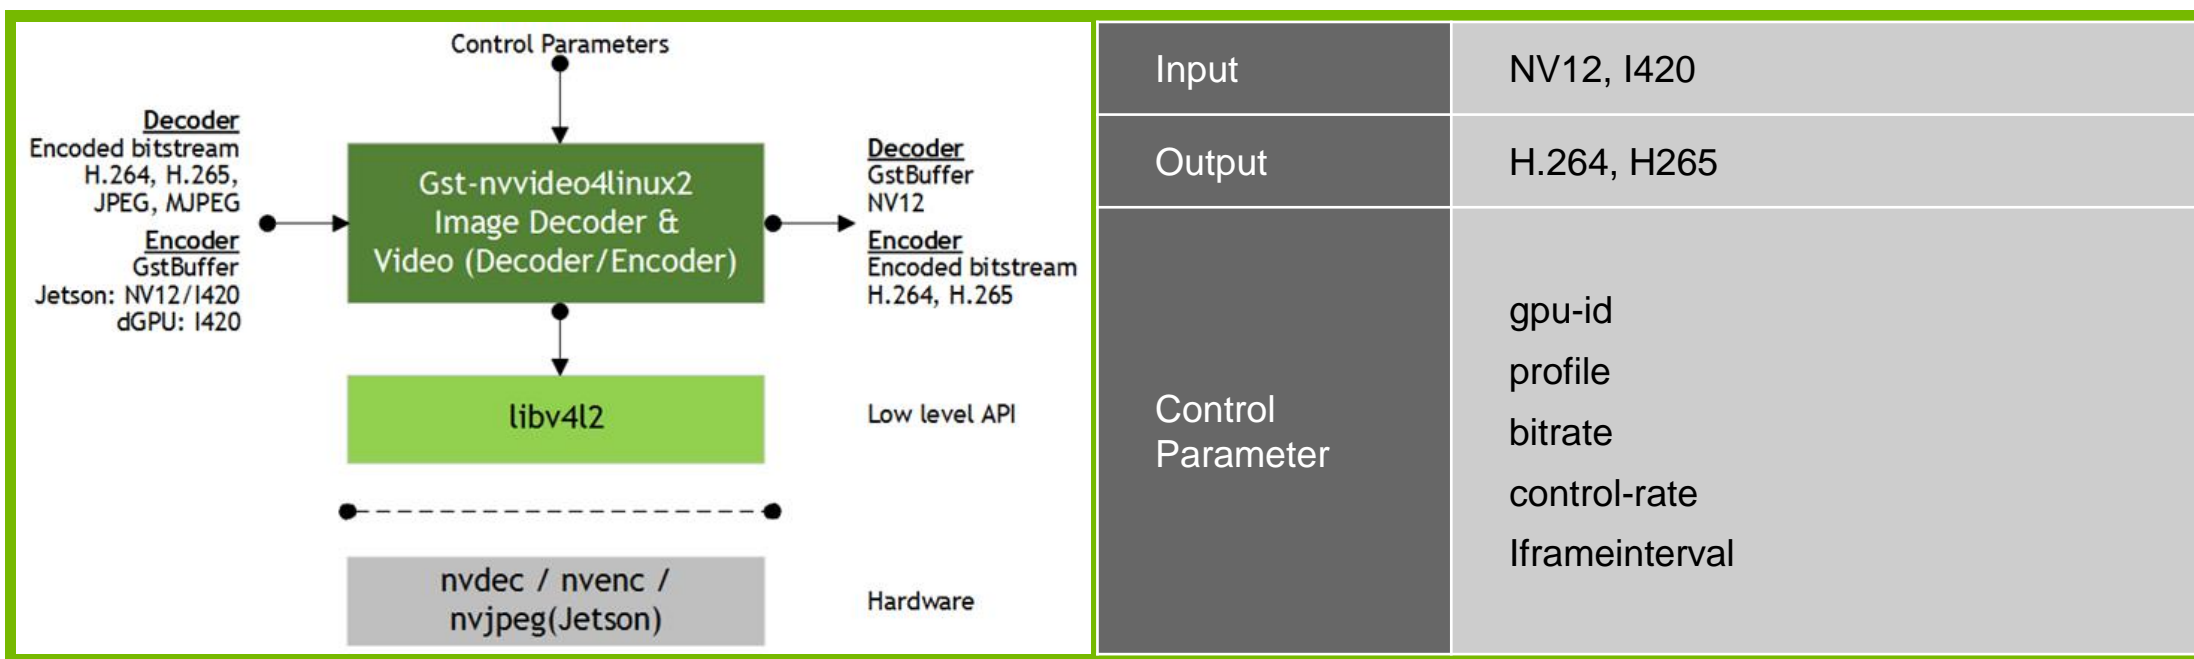 Control Parameters
Decoder
Encoded bitstream
H.264, H.265,
JPEG, MJPEG
Encoder
GstBuffer
Jetson: NV12/I420
dGPU: I420
Gst-nvvideo4linux2
Image Decoder &
Video (Decoder/Encoder)
Decoder
GstBuffer
NV12
Encoder
Encoded bitstream
H.264, H.265
libv4l2
Low level API
nvdec / nvenc /
nvjpeg(Jetson)
Hardware
Input
NV12, I420
Output
H.264, H265
Control
Parameter
gpu-id
profile
bitrate
control-rate
Iframeinterval